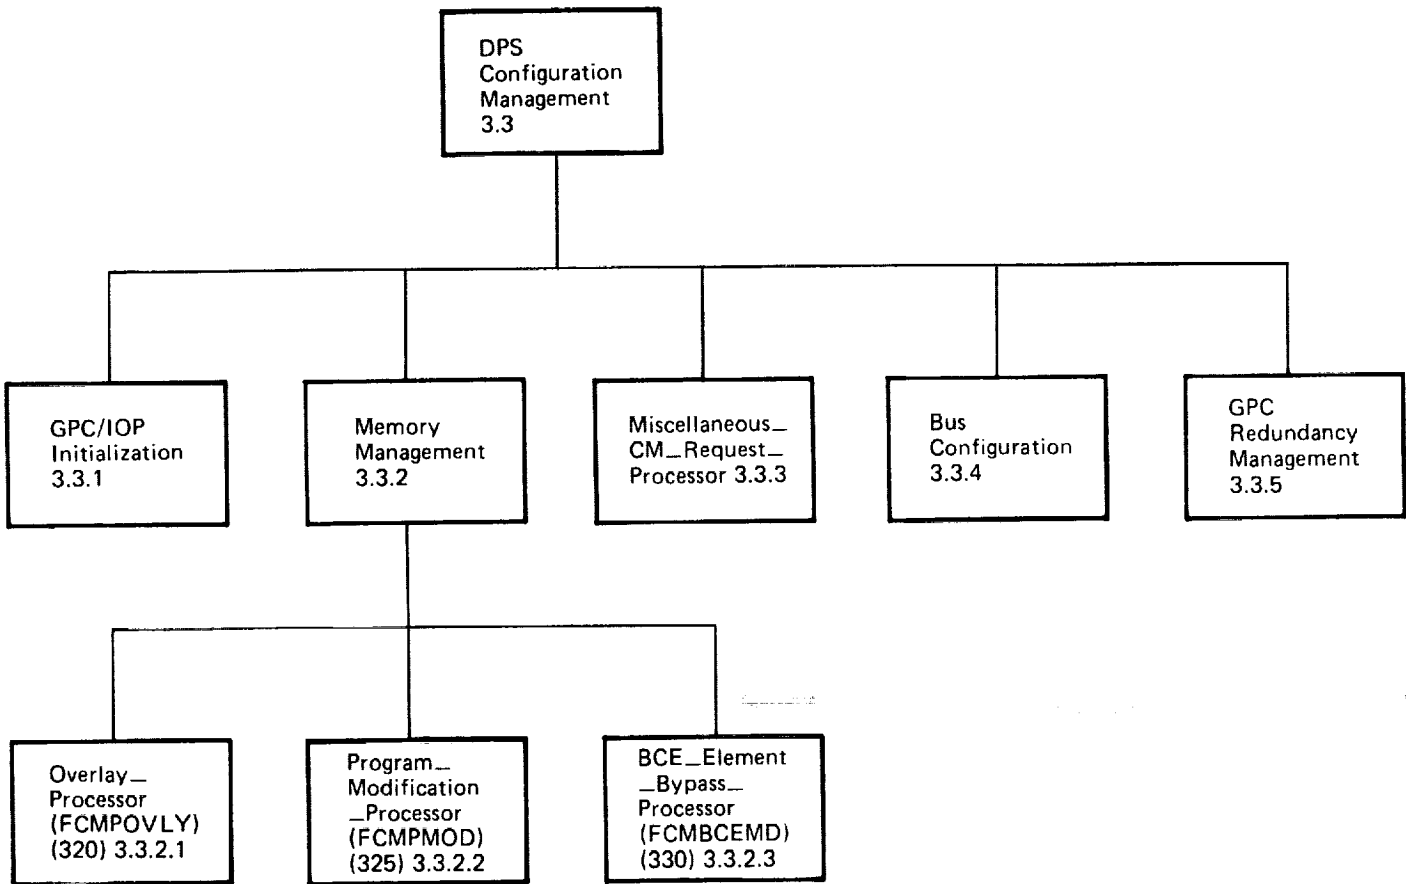 DPS
Configuration
Management
3.3
GPC/IOP
Initialization
3.3.1
Memory
Management
3.3.2
Miscellaneous_
CM_Request_
Processor 3.3.3
Bus
Configuration
3.3.4
GPC
Redundancy
Management
3.3.5
Overlay_
Processor
(FCMPOVLY)
(320) 3.3.2.1
Program_
Modification
_Processor
(FCMPMOD)
(325) 3.3.2.2
BCE_Element
_Bypass_
Processor
(FCMBCEMD)
(330) 3.3.2.3